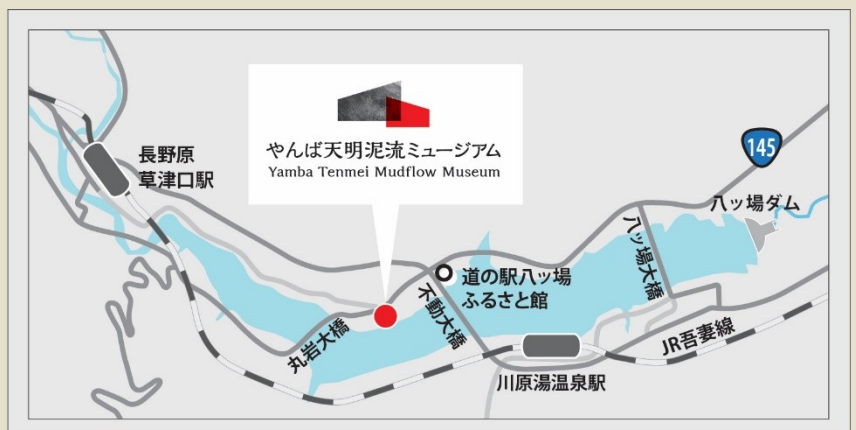 やんば天明泥流ミュージアム
Yamba Tenmei Mudflow Museum
長野原
草津口駅
145
八ッ場ダム
八ッ場大橋
道の駅八ッ場
ふるさと館
不動大橋
丸岩大橋
JR吾妻線
川原湯温泉駅